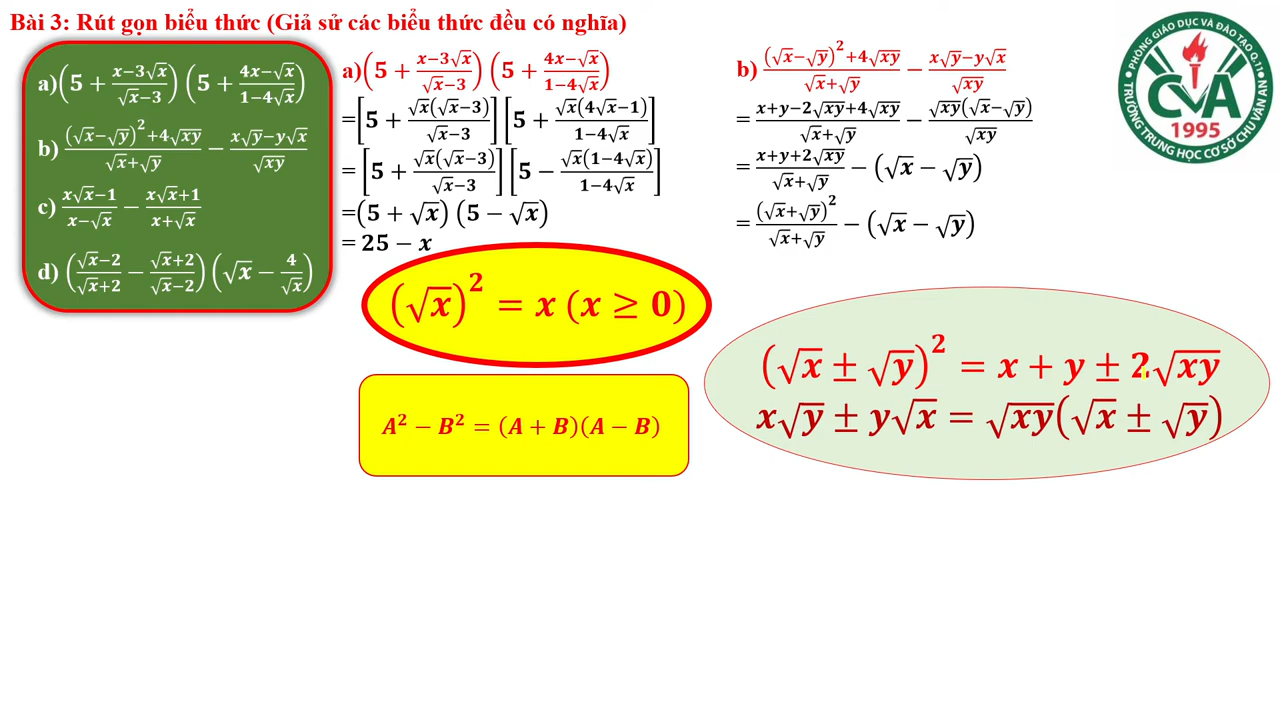 Bài 3: Rút gọn biểu thức (Giả sử các biểu thức đều có nghĩa)
a)(5 + (x−3√x)/(√x−3)) (5 + (4x−√x)/(1−4√x))
b) ((√x−√y)²+4√xy)/(√x+√y) − (x√y−y√x)/√xy
c) (x√x−1)/(x−√x) − (x√x+1)/(x+√x)
d) ((√x−2)/(√x+2) − (√x+2)/(√x−2)) (√x − 4/√x)
a)(5 + (x−3√x)/(√x−3)) (5 + (4x−√x)/(1−4√x))
=[5 + √x(√x−3)/(√x−3)] [5 + √x(4√x−1)/(1−4√x)]
= [5 + √x(√x−3)/(√x−3)] [5 − √x(1−4√x)/(1−4√x)]
=(5 + √x) (5 − √x)
= 25 − x
(√x)² = x (x ≥ 0)
A² − B² = (A + B)(A − B)
b) ((√x−√y)²+4√xy)/(√x+√y) − (x√y−y√x)/√xy
= (x+y−2√xy+4√xy)/(√x+√y) − √xy(√x−√y)/√xy
= (x+y+2√xy)/(√x+√y) − (√x − √y)
= (√x+√y)²/(√x+√y) − (√x − √y)
(√x ± √y)² = x + y ± 2√xy
x√y ± y√x = √xy(√x ± √y)
PHÒNG GIÁO DỤC VÀ ĐÀO TẠO Q.11
CVA
1995
TRƯỜNG TRUNG HỌC CƠ SỞ CHU VĂN AN